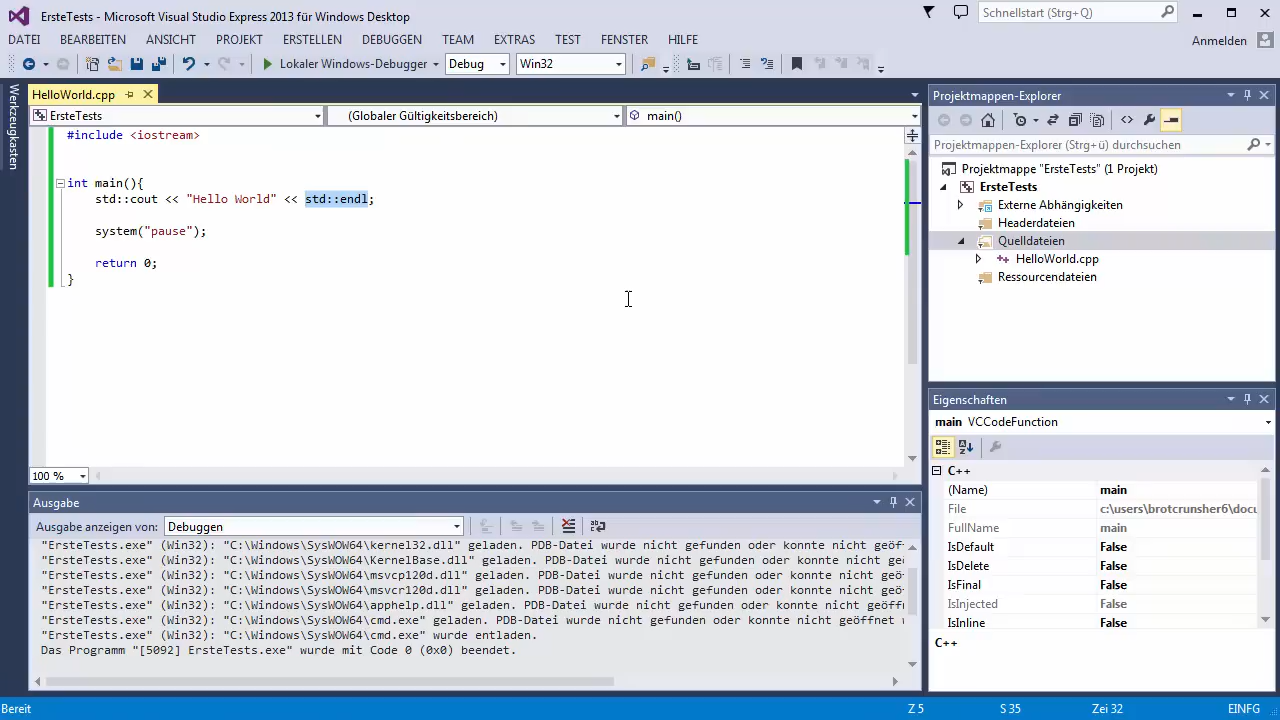 ErsteTests - Microsoft Visual Studio Express 2013 für Windows Desktop
Schnellstart (Strg+Q)
DATEI BEARBEITEN ANSICHT PROJEKT ERSTELLEN DEBUGGEN TEAM EXTRAS TEST FENSTER HILFE
Anmelden
Lokaler Windows-Debugger Debug Win32
Werkzeugkasten
HelloWorld.cpp
ErsteTests (Globaler Gültigkeitsbereich) main()
#include <iostream>
int main(){
std::cout << "Hello World" << std::endl;
system("pause");
return 0;
}
100 %
Projektmappen-Explorer
Projektmappen-Explorer (Strg+ü) durchsuchen
Projektmappe "ErsteTests" (1 Projekt)
ErsteTests
Externe Abhängigkeiten
Headerdateien
Quelldateien
HelloWorld.cpp
Ressourcendateien
Eigenschaften
main VCCodeFunction
C++
(Name) main
File c:\users\brotcrunsher6\docu
FullName main
IsDefault False
IsDelete False
IsFinal False
IsInjected False
IsInline False
C++
Ausgabe
Ausgabe anzeigen von: Debuggen
"ErsteTests.exe" (Win32): "C:\Windows\SysWOW64\kernel32.dll" geladen. PDB-Datei wurde nicht gefunden oder konnte nicht geöf
"ErsteTests.exe" (Win32): "C:\Windows\SysWOW64\KernelBase.dll" geladen. PDB-Datei wurde nicht gefunden oder konnte nicht ge
"ErsteTests.exe" (Win32): "C:\Windows\SysWOW64\msvcp120d.dll" geladen. PDB-Datei wurde nicht gefunden oder konnte nicht geö
"ErsteTests.exe" (Win32): "C:\Windows\SysWOW64\msvcr120d.dll" geladen. PDB-Datei wurde nicht gefunden oder konnte nicht geö
"ErsteTests.exe" (Win32): "C:\Windows\SysWOW64\apphelp.dll" geladen. PDB-Datei wurde nicht gefunden oder konnte nicht geöff
"ErsteTests.exe" (Win32): "C:\Windows\SysWOW64\cmd.exe" geladen. PDB-Datei wurde nicht gefunden oder konnte nicht geöffnet
"ErsteTests.exe" (Win32): "C:\Windows\SysWOW64\cmd.exe" wurde entladen.
Das Programm "[5092] ErsteTests.exe" wurde mit Code 0 (0x0) beendet.
Bereit Z 5 S 35 Zei 32 EINFG